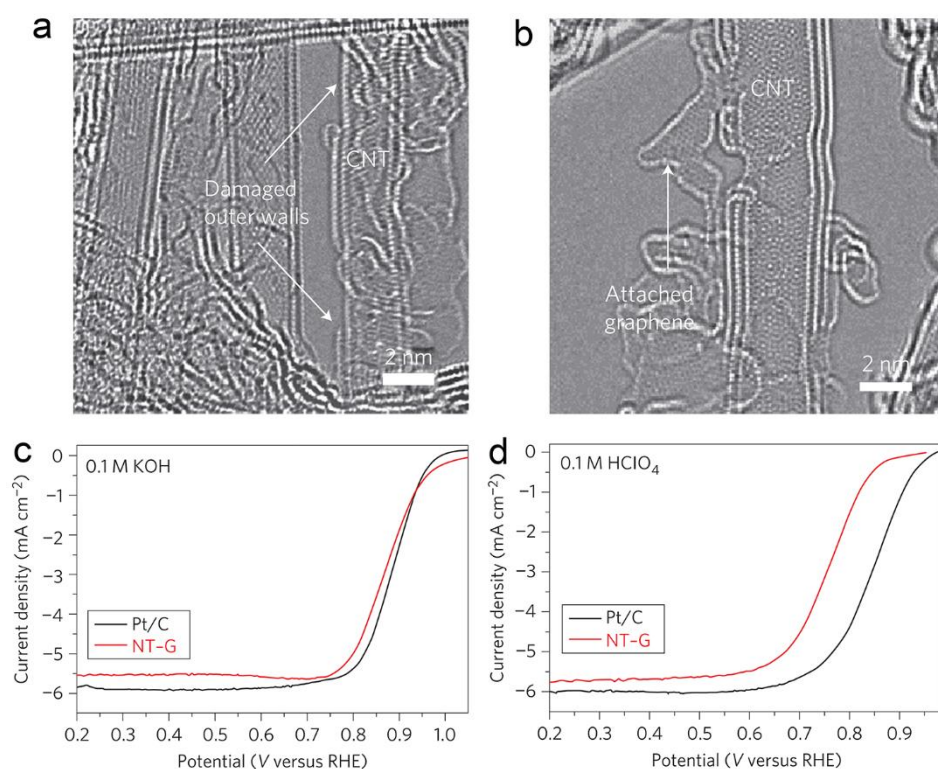 a
CNT
Damaged
outer walls
2 nm
b
CNT
Attached
graphene
2 nm
c
0.1 M KOH
Current density (mA cm⁻²)
0
−1
−2
−3
−4
−5
−6
Pt/C
NT–G
0.2 0.3 0.4 0.5 0.6 0.7 0.8 0.9 1.0
Potential (V versus RHE)
d
0.1 M HClO₄
Current density (mA cm⁻²)
0
−1
−2
−3
−4
−5
−6
Pt/C
NT–G
0.2 0.3 0.4 0.5 0.6 0.7 0.8 0.9
Potential (V versus RHE)